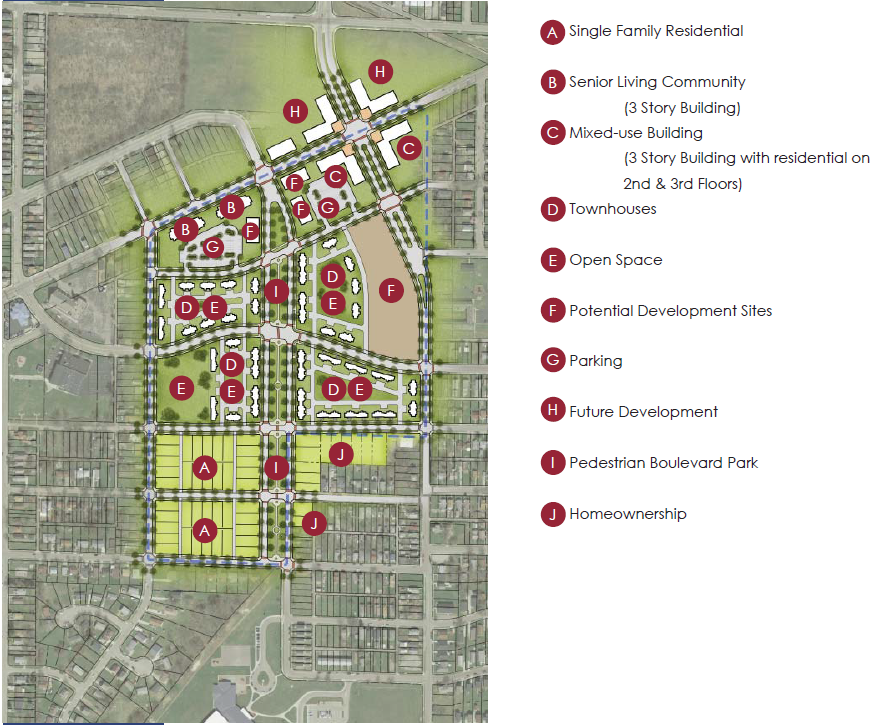 A Single Family Residential
B Senior Living Community
(3 Story Building)
C Mixed-use Building
(3 Story Building with residential on
2nd & 3rd Floors)
D Townhouses
E Open Space
F Potential Development Sites
G Parking
H Future Development
I Pedestrian Boulevard Park
J Homeownership
H
H
C
F
C
B
F
G
B
F
G
D
I
E
F
D E
D
E
E
D E
J
A
I
J
A